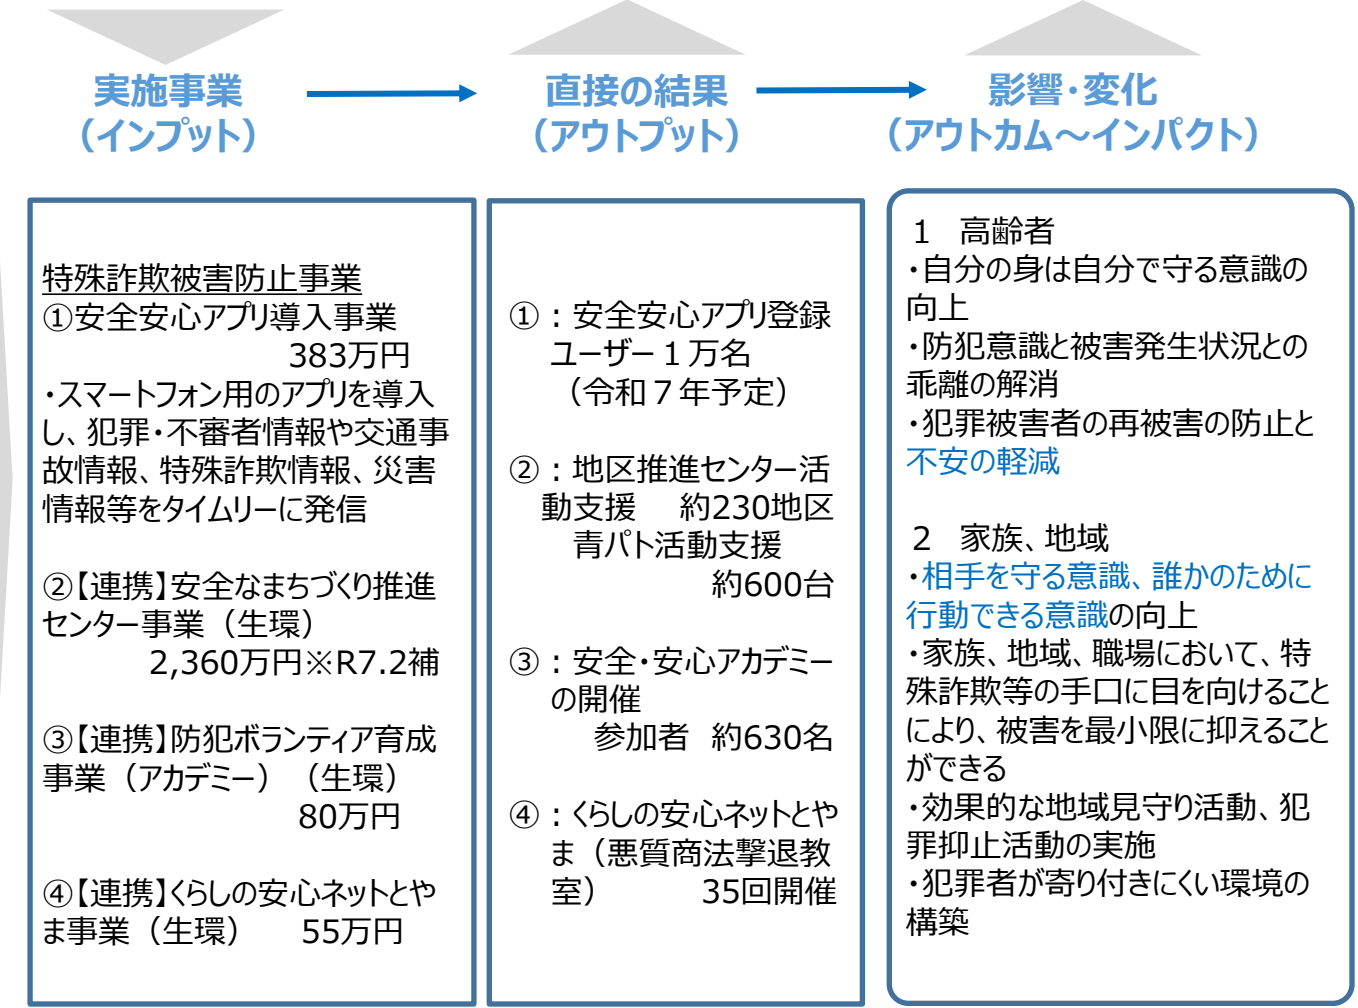 実施事業
（インプット）
直接の結果
（アウトプット）
影響・変化
（アウトカム～インパクト）
特殊詐欺被害防止事業
①安全安心アプリ導入事業
383万円
・スマートフォン用のアプリを導入
し、犯罪・不審者情報や交通事
故情報、特殊詐欺情報、災害
情報等をタイムリーに発信
②【連携】安全なまちづくり推進
センター事業（生環）
2,360万円※R7.2補
③【連携】防犯ボランティア育成
事業（アカデミー）（生環）
80万円
④【連携】くらしの安心ネットとや
ま事業（生環）　55万円
①：安全安心アプリ登録
ユーザー１万名
（令和７年予定）
②：地区推進センター活
動支援　約230地区
青パト活動支援
約600台
③：安全・安心アカデミー
の開催
参加者　約630名
④：くらしの安心ネットとや
ま（悪質商法撃退教
室）　35回開催
１　高齢者
・自分の身は自分で守る意識の
向上
・防犯意識と被害発生状況との
乖離の解消
・犯罪被害者の再被害の防止と
不安の軽減
２　家族、地域
・相手を守る意識、誰かのために
行動できる意識の向上
・家族、地域、職場において、特
殊詐欺等の手口に目を向けること
により、被害を最小限に抑えること
ができる
・効果的な地域見守り活動、犯
罪抑止活動の実施
・犯罪者が寄り付きにくい環境の
構築